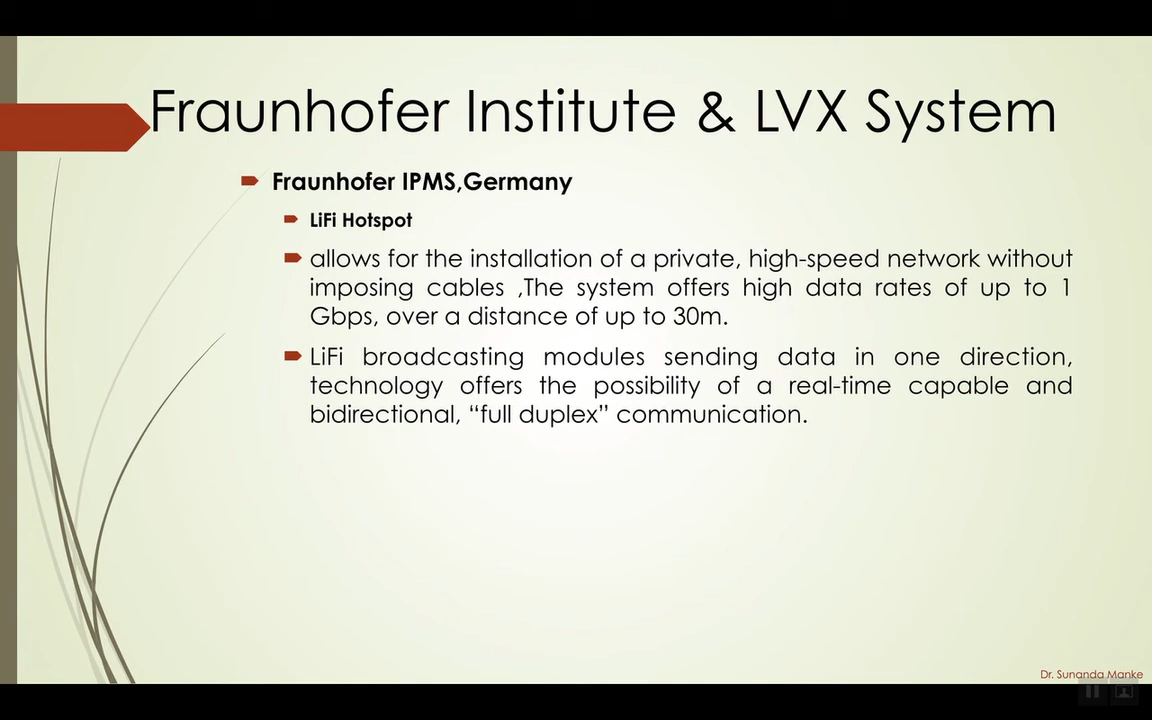 Fraunhofer Institute & LVX System
Fraunhofer IPMS,Germany
LiFi Hotspot
allows for the installation of a private, high-speed network without
imposing cables ,The system offers high data rates of up to 1
Gbps, over a distance of up to 30m.
LiFi broadcasting modules sending data in one direction,
technology offers the possibility of a real-time capable and
bidirectional, “full duplex” communication.
Dr. Sunanda Manke